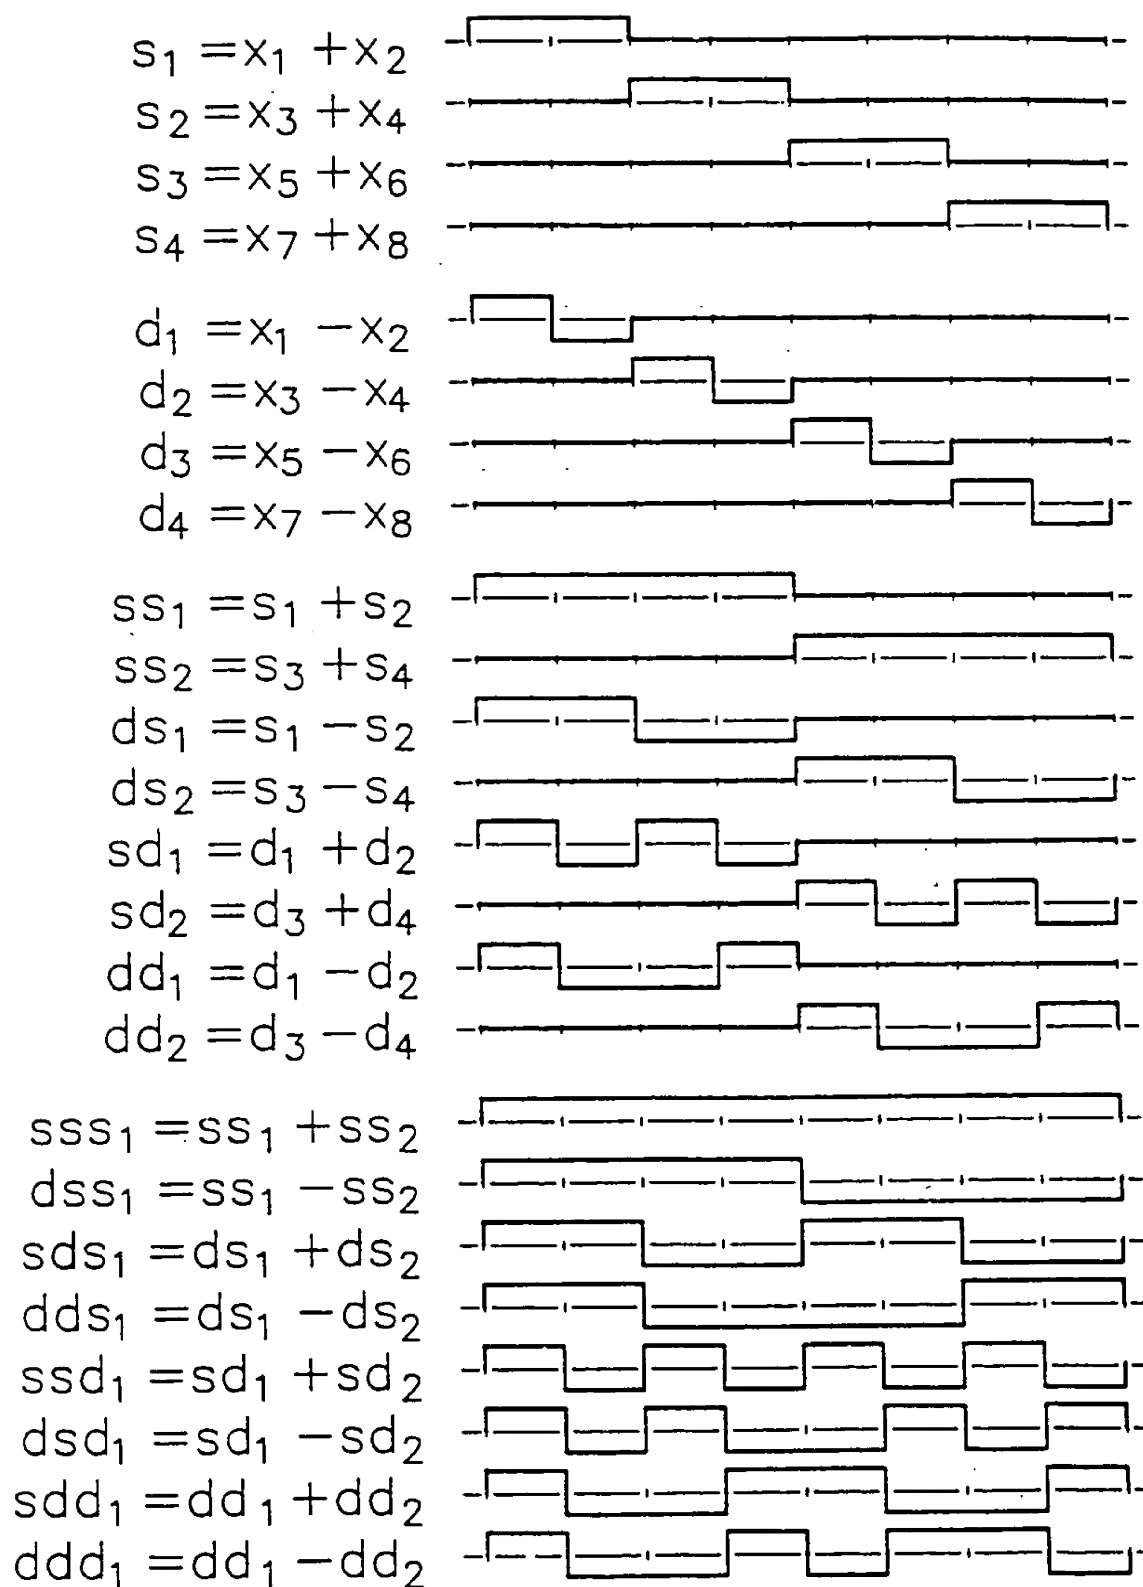 s₁ =x₁ +x₂
s₂ =x₃ +x₄
s₃ =x₅ +x₆
s₄ =x₇ +x₈
d₁ =x₁ −x₂
d₂ =x₃ −x₄
d₃ =x₅ −x₆
d₄ =x₇ −x₈
ss₁ =s₁ +s₂
ss₂ =s₃ +s₄
ds₁ =s₁ −s₂
ds₂ =s₃ −s₄
sd₁ =d₁ +d₂
sd₂ =d₃ +d₄
dd₁ =d₁ −d₂
dd₂ =d₃ −d₄
sss₁ =ss₁ +ss₂
dss₁ =ss₁ −ss₂
sds₁ =ds₁ +ds₂
dds₁ =ds₁ −ds₂
ssd₁ =sd₁ +sd₂
dsd₁ =sd₁ −sd₂
sdd₁ =dd₁ +dd₂
ddd₁ =dd₁ −dd₂